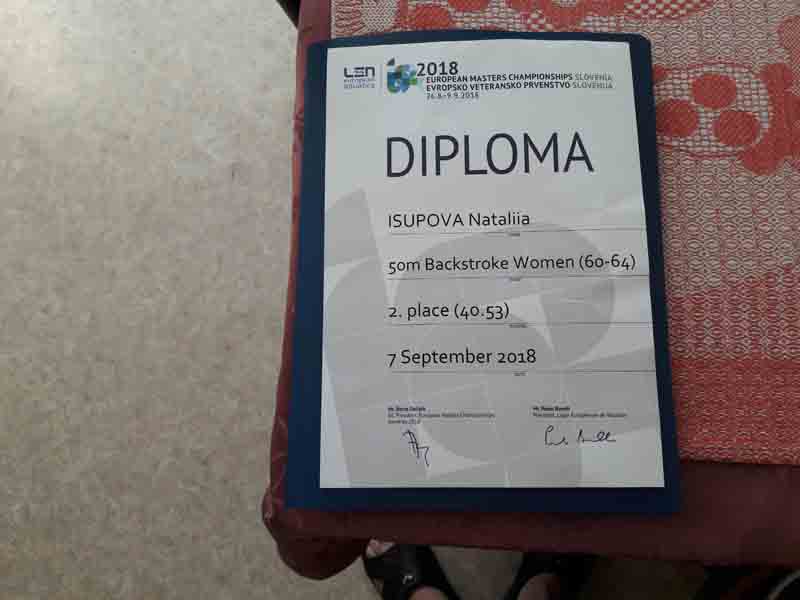 LEN
european
aquatics
2018
EUROPEAN MASTERS CHAMPIONSHIPS SLOVENIA
EVROPSKO VETERANSKO PRVENSTVO SLOVENIJA
26.8.-9.9.2018
DIPLOMA
ISUPOVA Nataliia
50m Backstroke Women (60-64)
2. place (40.53)
7 September 2018